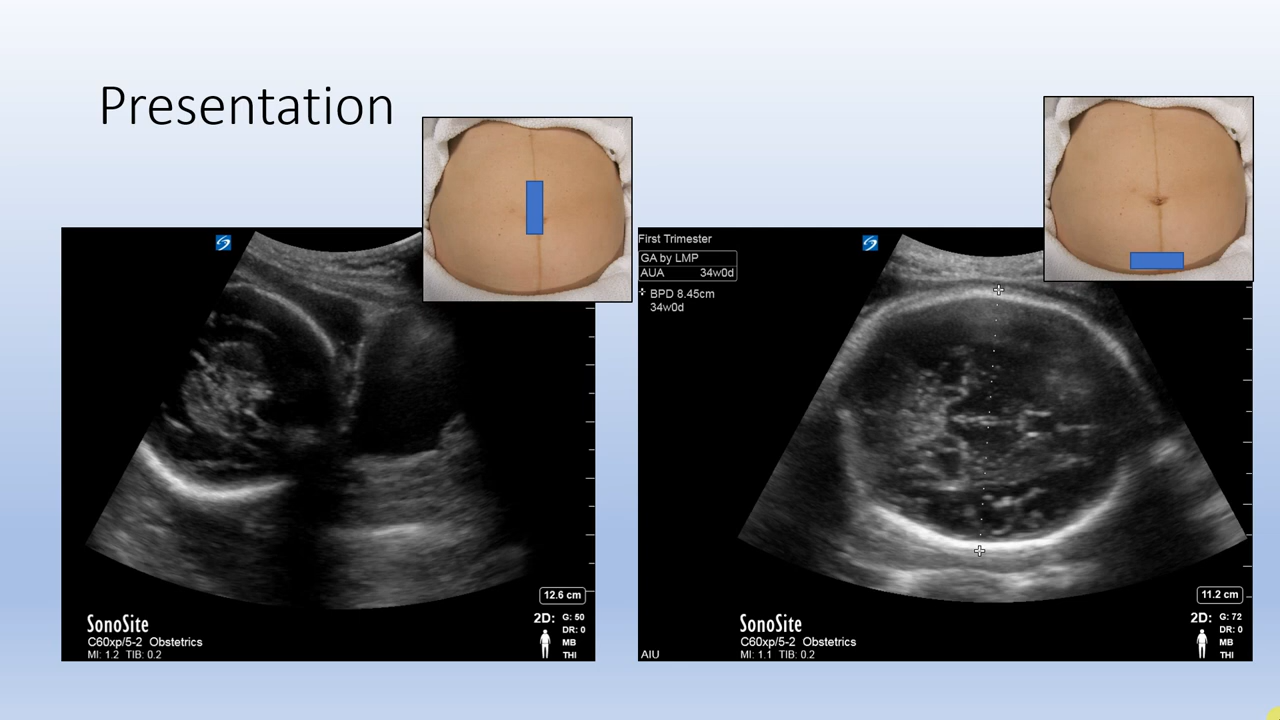 Presentation
12.6 cm
SonoSite
C60xp/5-2 Obstetrics
MI: 1.2 TIB: 0.2
2D:
G: 50
DR: 0
MB
THI
First Trimester
GA by LMP
AUA 34w0d
BPD 8.45cm
34w0d
11.2 cm
AIU
SonoSite
C60xp/5-2 Obstetrics
MI: 1.1 TIB: 0.2
2D:
G: 72
DR: 0
MB
THI